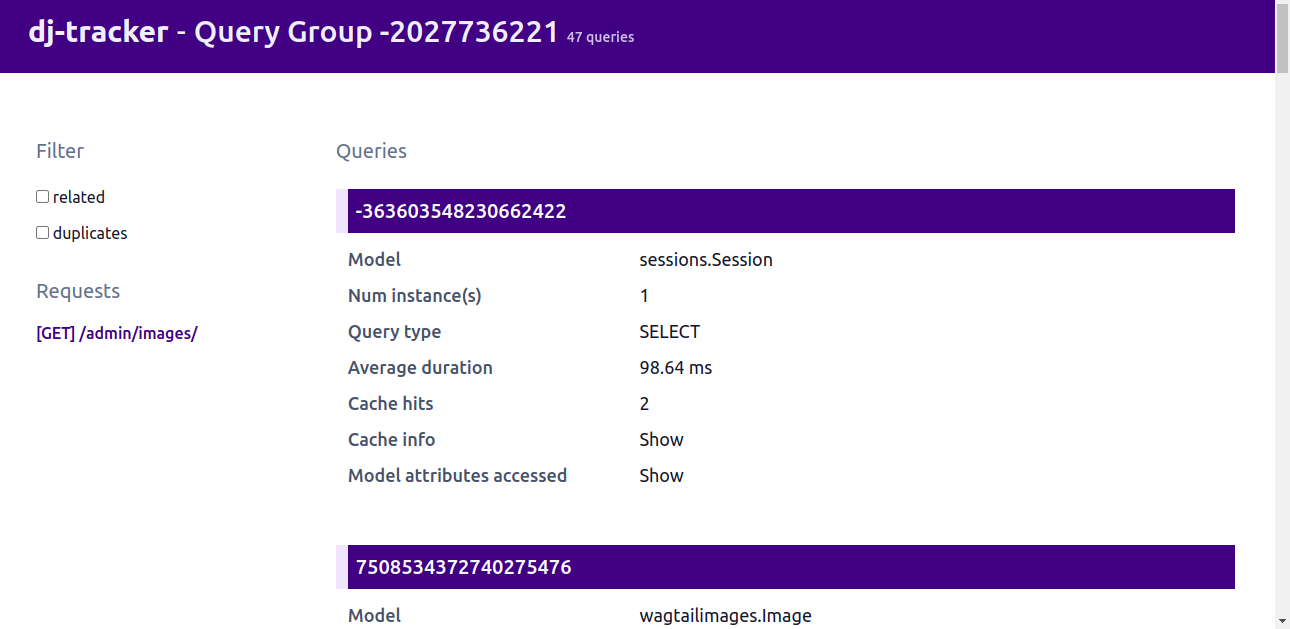 dj-tracker - Query Group -2027736221 47 queries
Filter
related
duplicates
Requests
[GET] /admin/images/
Queries
-363603548230662422
Model sessions.Session
Num instance(s) 1
Query type SELECT
Average duration 98.64 ms
Cache hits 2
Cache info Show
Model attributes accessed Show
7508534372740275476
Model wagtailimages.Image